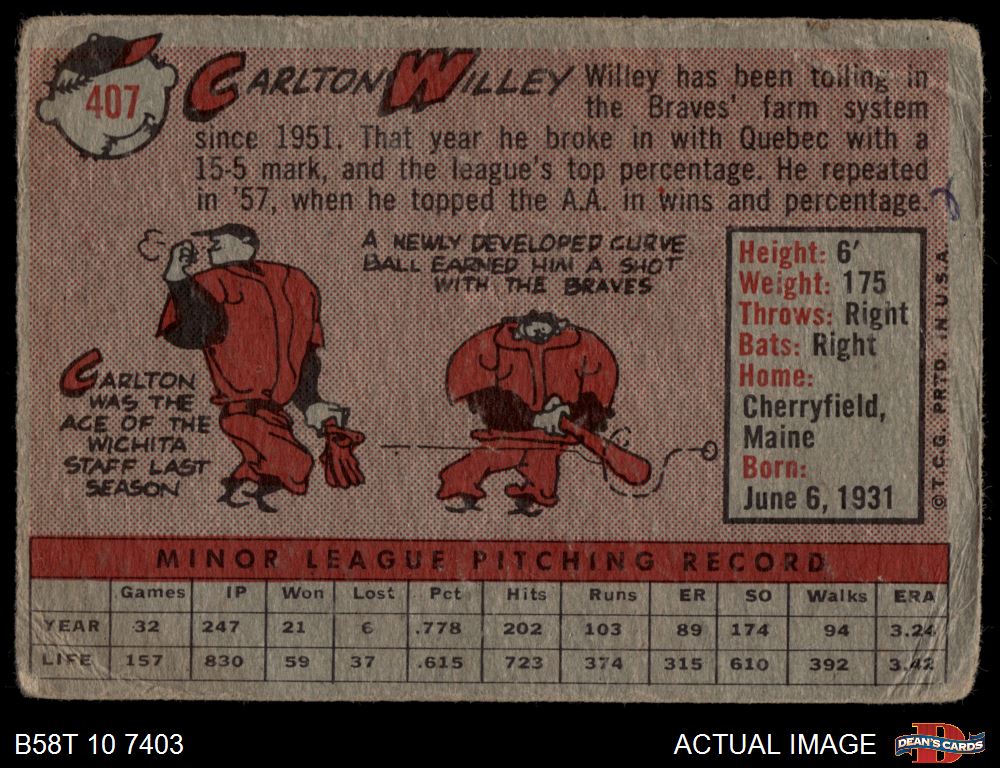 407
CARLTON WILLEY
Willey has been toiling in
the Braves' farm system
since 1951. That year he broke in with Quebec with a
15-5 mark, and the league's top percentage. He repeated
in '57, when he topped the A.A. in wins and percentage.
A NEWLY DEVELOPED CURVE
BALL EARNED HIM A SHOT
WITH THE BRAVES
CARLTON
WAS THE
ACE OF THE
WICHITA
STAFF LAST
SEASON
Height: 6'
Weight: 175
Throws: Right
Bats: Right
Home:
Cherryfield,
Maine
Born:
June 6, 1931
© T.C.G. PRTD. IN U.S.A.
MINOR LEAGUE PITCHING RECORD
Games IP Won Lost Pct Hits Runs ER SO Walks ERA
YEAR 32 247 21 6 .778 202 103 89 174 94 3.24
LIFE 157 830 59 37 .615 723 374 315 610 392 3.42
B58T 10 7403
ACTUAL IMAGE
D
DEAN'S CARDS